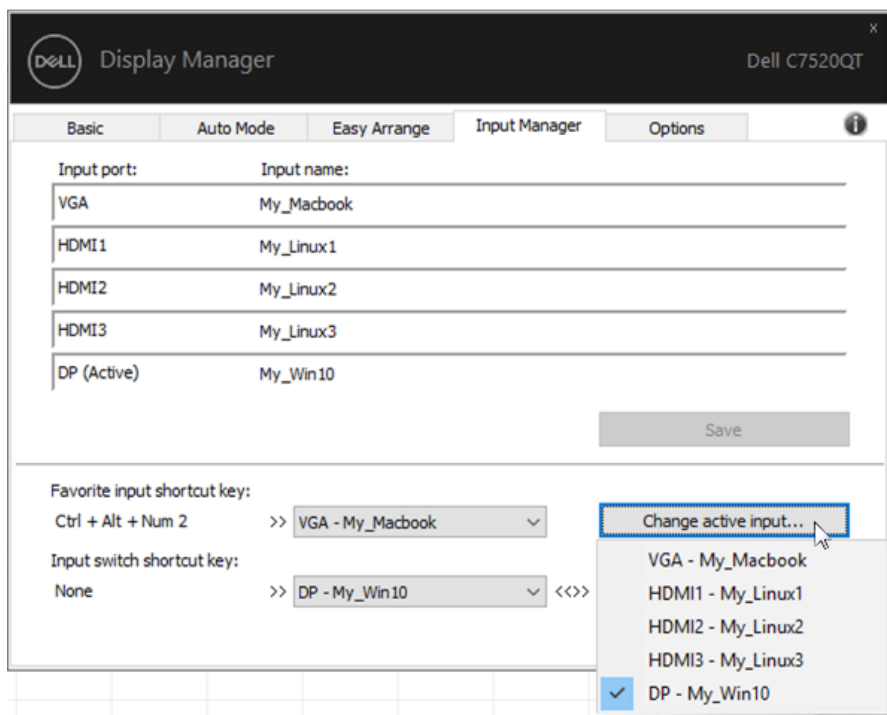 x
DELL Display Manager Dell C7520QT
Basic Auto Mode Easy Arrange Input Manager Options i
Input port: Input name:
VGA My_Macbook
HDMI1 My_Linux1
HDMI2 My_Linux2
HDMI3 My_Linux3
DP (Active) My_Win10
Save
Favorite input shortcut key:
Ctrl + Alt + Num 2 >> VGA - My_Macbook Change active input...
Input switch shortcut key:
None >> DP - My_Win10 <<>>
VGA - My_Macbook
HDMI1 - My_Linux1
HDMI2 - My_Linux2
HDMI3 - My_Linux3
DP - My_Win10